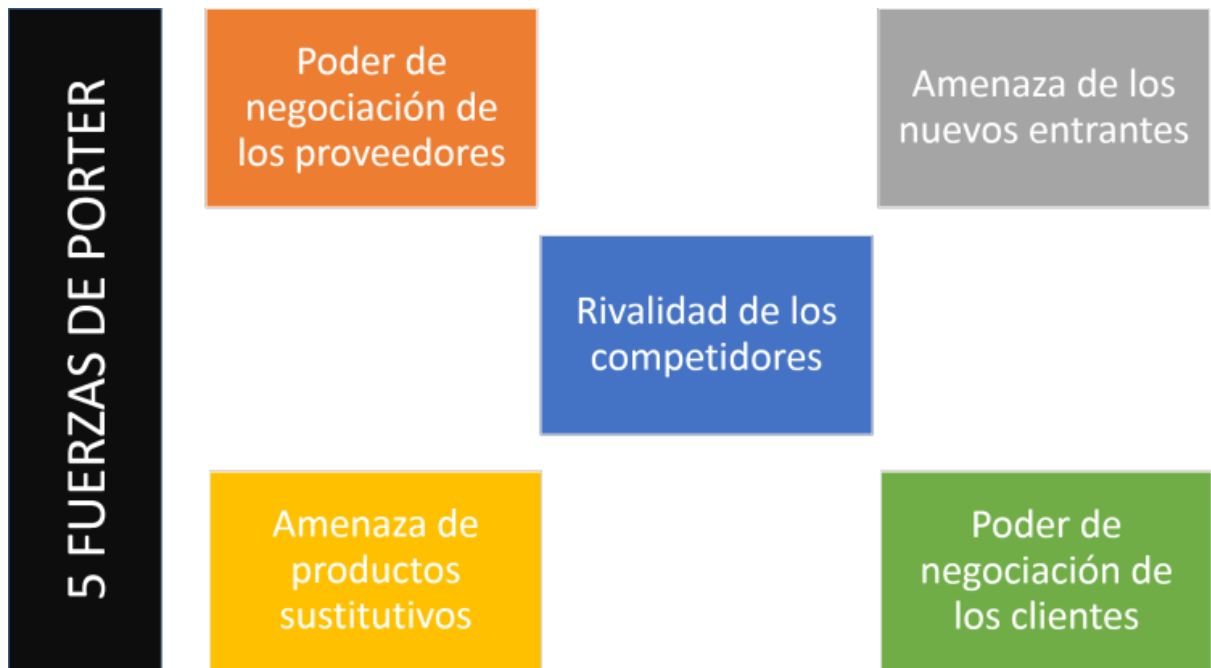 5 FUERZAS DE PORTER
Poder de
negociación de
los proveedores
Amenaza de los
nuevos entrantes
Rivalidad de los
competidores
Amenaza de
productos
sustitutivos
Poder de
negociación de
los clientes